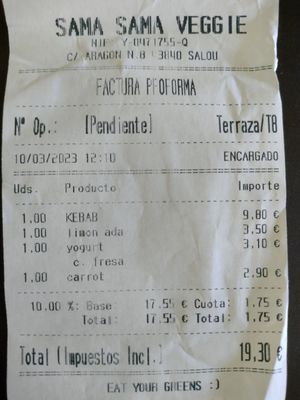 SAMA SAMA VEGGIE
NIF: Y-0471755-Q
C/ ARAGON N 8 43840 SALOU
FACTURA PROFORMA
Nº Op.: [Pendiente] Terraza/T8
10/03/2023 12:10 ENCARGADO
Uds. Producto Importe
1.00 KEBAB 9,80 €
1.00 limon ada 3,50 €
1.00 yogurt 3,10 €
c. fresa
1.00 carrot 2,90 €
10.00 %: Base: 17.55 € Cuota: 1,75 €
Total: 17.55 € Total: 1,75 €
Total (Impuestos Incl.) 19,30 €
EAT YOUR GREENS :)